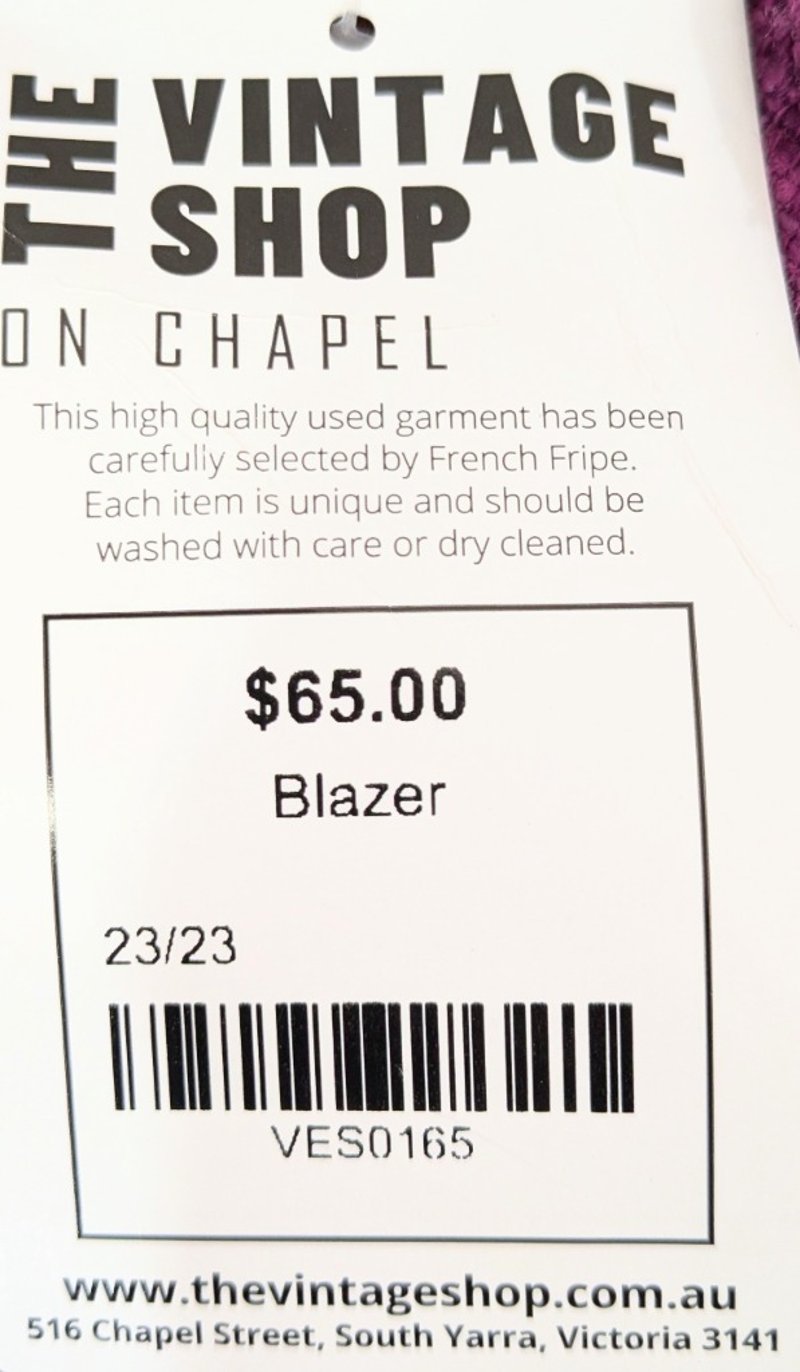 THE VINTAGE
SHOP
ON CHAPEL
This high quality used garment has been
carefully selected by French Fripe.
Each item is unique and should be
washed with care or dry cleaned.
$65.00
Blazer
23/23
VES0165
www.thevintageshop.com.au
516 Chapel Street, South Yarra, Victoria 3141